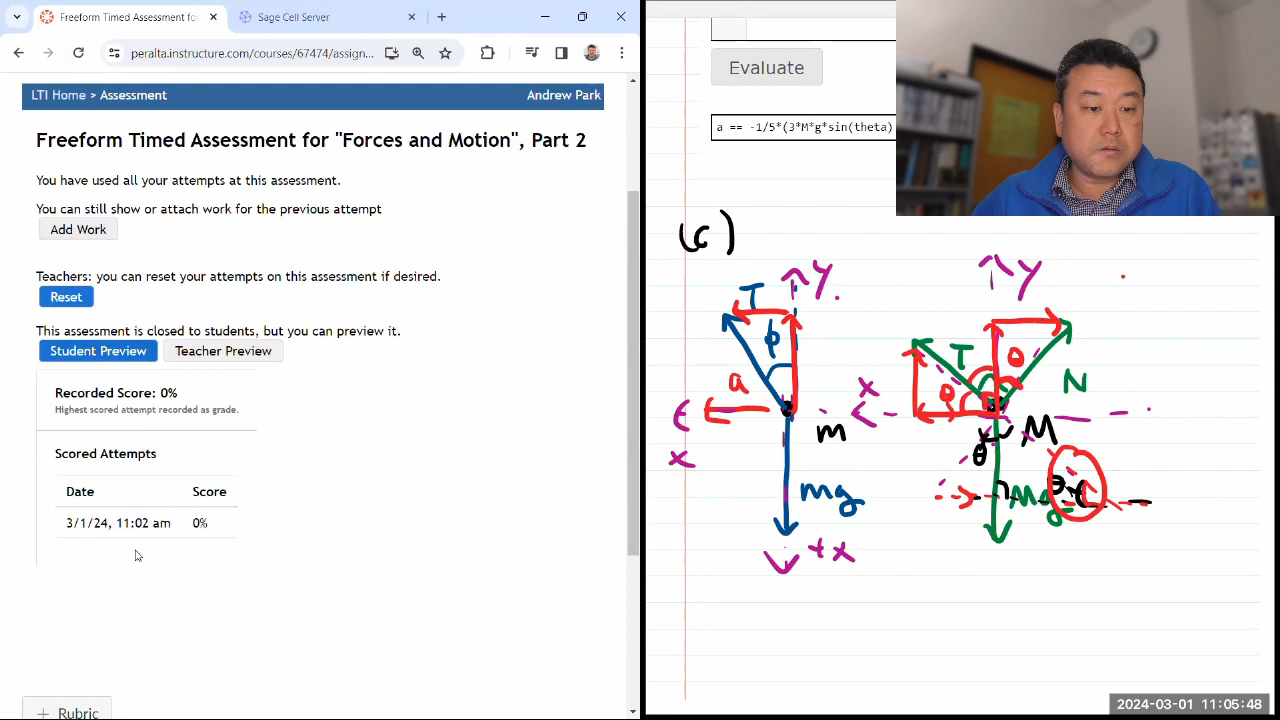 Freeform Timed Assessment for
Sage Cell Server
peralta.instructure.com/courses/67474/assign...
LTI Home > Assessment
Andrew Park
Freeform Timed Assessment for "Forces and Motion", Part 2
You have used all your attempts at this assessment.
You can still show or attach work for the previous attempt
Add Work
Teachers: you can reset your attempts on this assessment if desired.
Reset
This assessment is closed to students, but you can preview it.
Student Preview
Teacher Preview
Recorded Score: 0%
Highest scored attempt recorded as grade.
Scored Attempts
Date Score
3/1/24, 11:02 am 0%
+ Rubric
Evaluate
a == -1/5*(3*M*g*sin(theta)
(c)
y y
T ϕ T θ N
a x θ
x m M
θ
mg Mg
+x
2024-03-01 11:05:48